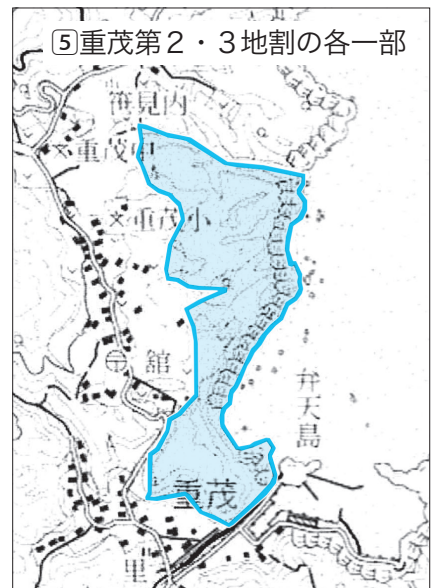 ⑤重茂第2・3地割の各一部
笹見内
重茂中
重茂小
舘
弁天島
重茂
里